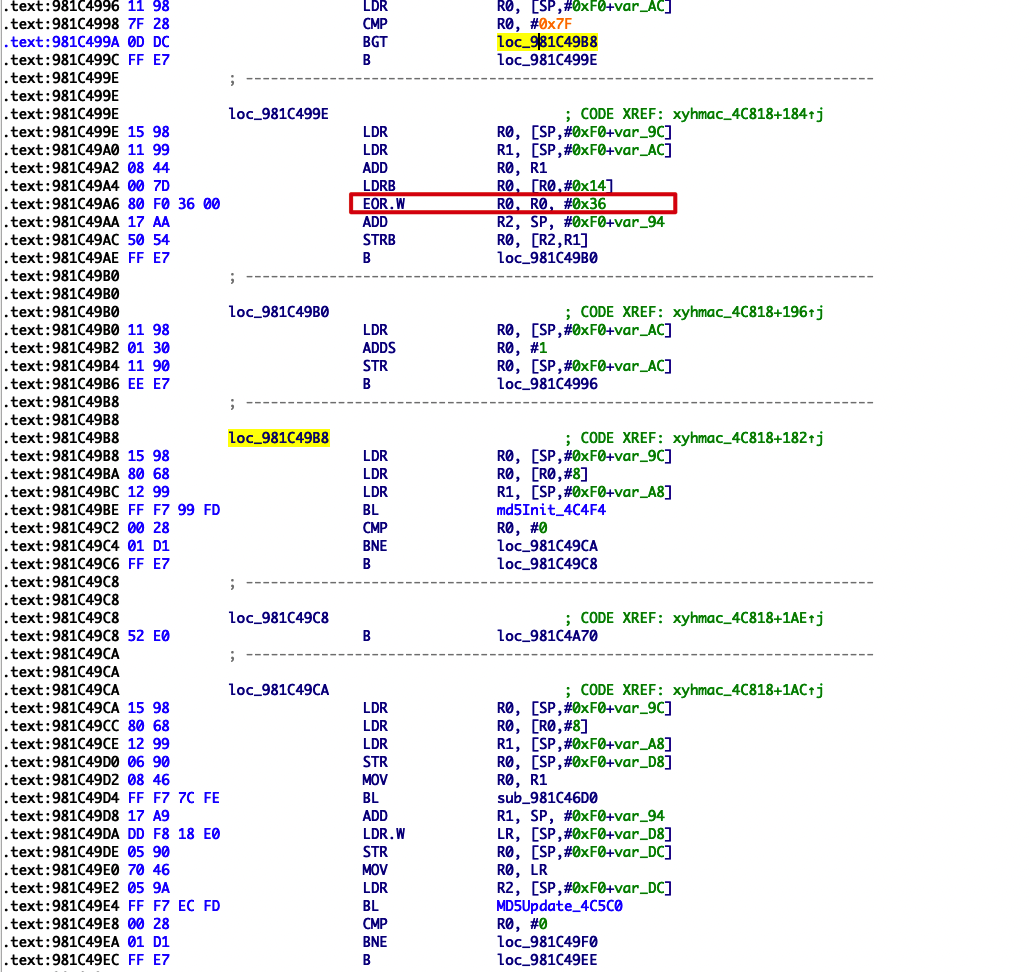 .text:981C4996 11 98 LDR R0, [SP,#0xF0+var_AC]
.text:981C4998 7F 28 CMP R0, #0x7F
.text:981C499A 0D DC BGT loc_981C49B8
.text:981C499C FF E7 B loc_981C499E
.text:981C499E ; ---------------------------------------------------------------------------
.text:981C499E
.text:981C499E loc_981C499E ; CODE XREF: xyhmac_4C818+184↑j
.text:981C499E 15 98 LDR R0, [SP,#0xF0+var_9C]
.text:981C49A0 11 99 LDR R1, [SP,#0xF0+var_AC]
.text:981C49A2 08 44 ADD R0, R1
.text:981C49A4 00 7D LDRB R0, [R0,#0x14]
.text:981C49A6 80 F0 36 00 EOR.W R0, R0, #0x36
.text:981C49AA 17 AA ADD R2, SP, #0xF0+var_94
.text:981C49AC 50 54 STRB R0, [R2,R1]
.text:981C49AE FF E7 B loc_981C49B0
.text:981C49B0 ; ---------------------------------------------------------------------------
.text:981C49B0
.text:981C49B0 loc_981C49B0 ; CODE XREF: xyhmac_4C818+196↑j
.text:981C49B0 11 98 LDR R0, [SP,#0xF0+var_AC]
.text:981C49B2 01 30 ADDS R0, #1
.text:981C49B4 11 90 STR R0, [SP,#0xF0+var_AC]
.text:981C49B6 EE E7 B loc_981C4996
.text:981C49B8 ; ---------------------------------------------------------------------------
.text:981C49B8
.text:981C49B8 loc_981C49B8 ; CODE XREF: xyhmac_4C818+182↑j
.text:981C49B8 15 98 LDR R0, [SP,#0xF0+var_9C]
.text:981C49BA 80 68 LDR R0, [R0,#8]
.text:981C49BC 12 99 LDR R1, [SP,#0xF0+var_A8]
.text:981C49BE FF F7 99 FD BL md5Init_4C4F4
.text:981C49C2 00 28 CMP R0, #0
.text:981C49C4 01 D1 BNE loc_981C49CA
.text:981C49C6 FF E7 B loc_981C49C8
.text:981C49C8 ; ---------------------------------------------------------------------------
.text:981C49C8
.text:981C49C8 loc_981C49C8 ; CODE XREF: xyhmac_4C818+1AE↑j
.text:981C49C8 52 E0 B loc_981C4A70
.text:981C49CA ; ---------------------------------------------------------------------------
.text:981C49CA
.text:981C49CA loc_981C49CA ; CODE XREF: xyhmac_4C818+1AC↑j
.text:981C49CA 15 98 LDR R0, [SP,#0xF0+var_9C]
.text:981C49CC 80 68 LDR R0, [R0,#8]
.text:981C49CE 12 99 LDR R1, [SP,#0xF0+var_A8]
.text:981C49D0 06 90 STR R0, [SP,#0xF0+var_D8]
.text:981C49D2 08 46 MOV R0, R1
.text:981C49D4 FF F7 7C FE BL sub_981C46D0
.text:981C49D8 17 A9 ADD R1, SP, #0xF0+var_94
.text:981C49DA DD F8 18 E0 LDR.W LR, [SP,#0xF0+var_D8]
.text:981C49DE 05 90 STR R0, [SP,#0xF0+var_DC]
.text:981C49E0 70 46 MOV R0, LR
.text:981C49E2 05 9A LDR R2, [SP,#0xF0+var_DC]
.text:981C49E4 FF F7 EC FD BL MD5Update_4C5C0
.text:981C49E8 00 28 CMP R0, #0
.text:981C49EA 01 D1 BNE loc_981C49F0
.text:981C49EC FF E7 B loc_981C49EE